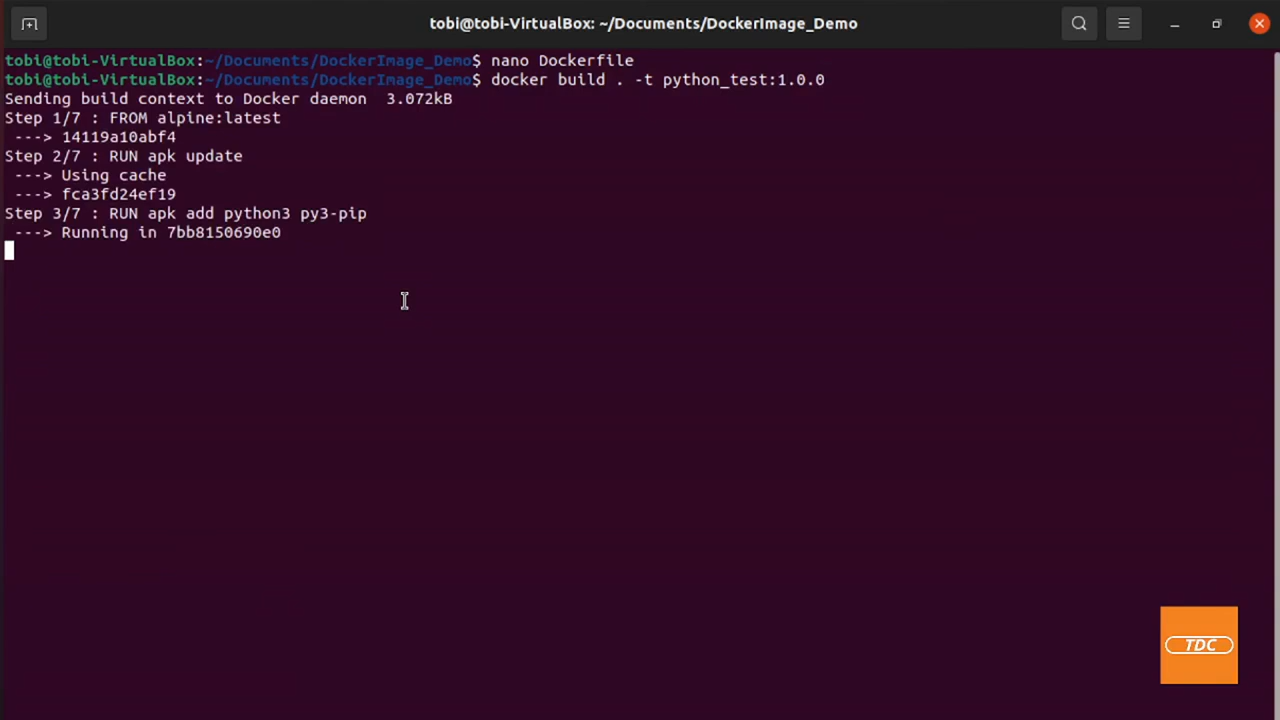 tobi@tobi-VirtualBox: ~/Documents/DockerImage_Demo
tobi@tobi-VirtualBox:~/Documents/DockerImage_Demo$ nano Dockerfile
tobi@tobi-VirtualBox:~/Documents/DockerImage_Demo$ docker build . -t python_test:1.0.0
Sending build context to Docker daemon  3.072kB
Step 1/7 : FROM alpine:latest
 ---> 14119a10abf4
Step 2/7 : RUN apk update
 ---> Using cache
 ---> fca3fd24ef19
Step 3/7 : RUN apk add python3 py3-pip
 ---> Running in 7bb8150690e0
TDC